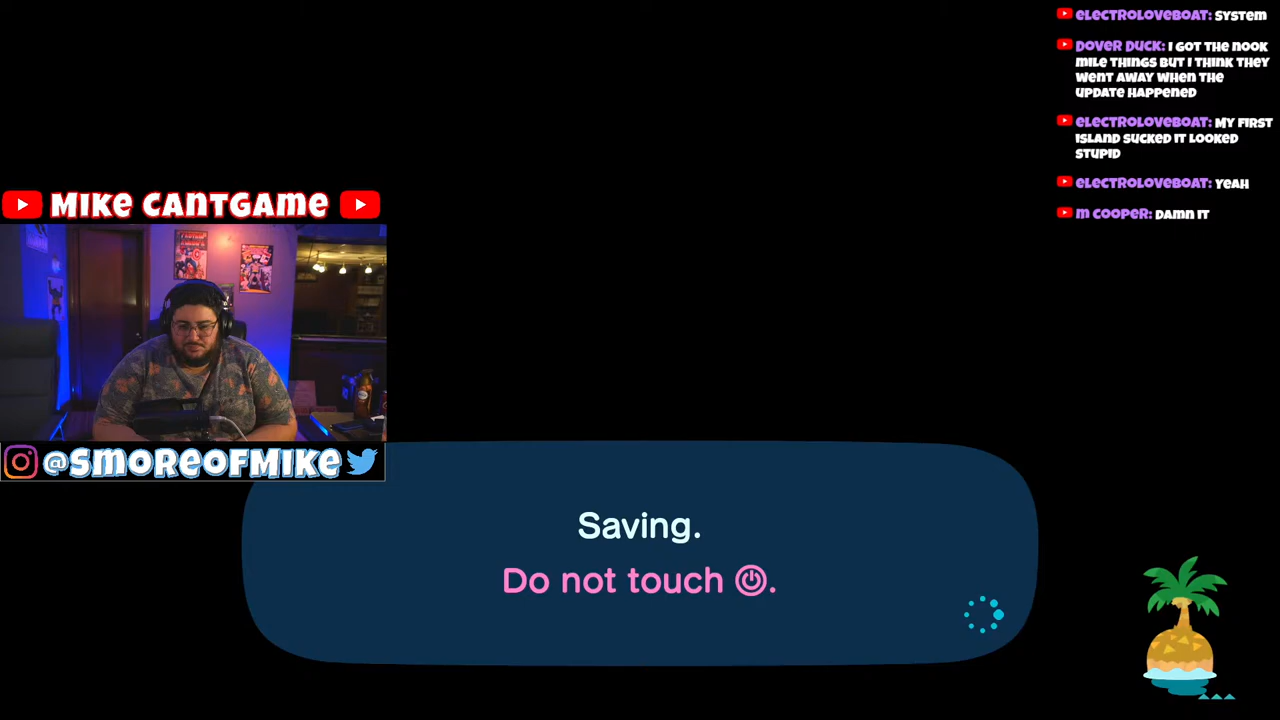 electroloveboat: System
Dover Duck: I got the nook
mile things but I think they
went away when the
update happened
electroloveboat: My first
island sucked it looked
stupid
electroloveboat: Yeah
m cooper: Damn it
Mike CantGame
@SmoreofMike
Saving.
Do not touch ⏻.